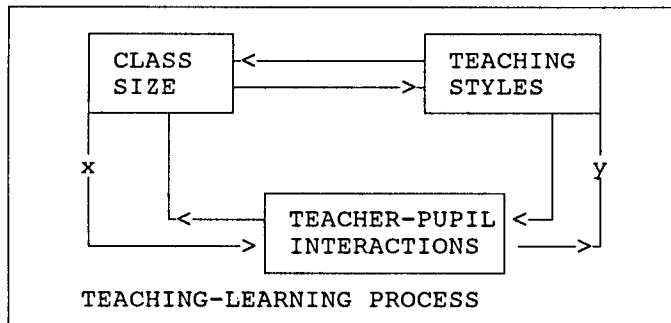 CLASS
SIZE
TEACHING
STYLES
x
y
TEACHER-PUPIL
INTERACTIONS
TEACHING-LEARNING PROCESS